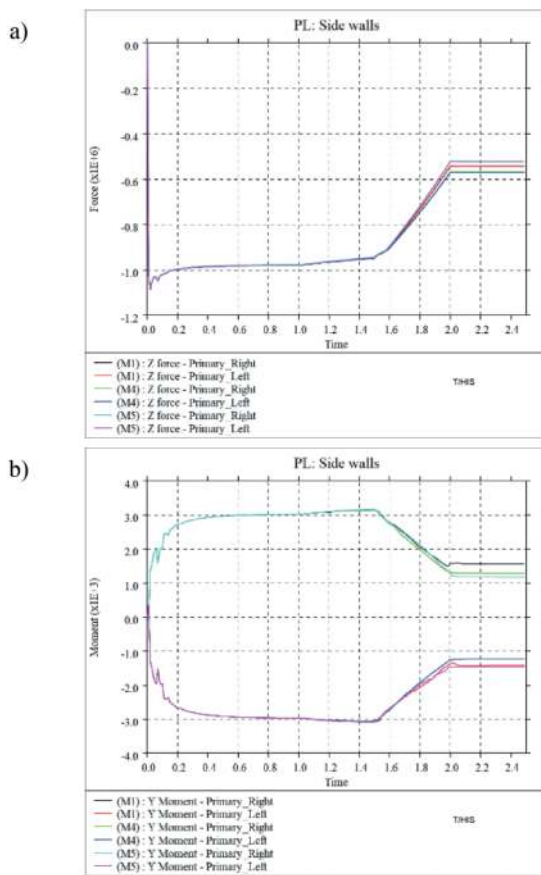 a)
PL: Side walls
0.0
-0.2
-0.4
-0.6
-0.8
-1.0
-1.2
Force (x1E+6)
0.0 0.2 0.4 0.6 0.8 1.0 1.2 1.4 1.6 1.8 2.0 2.2 2.4
Time
(M1) : Z force - Primary_Right
(M1) : Z force - Primary_Left
(M4) : Z force - Primary_Right
(M4) : Z force - Primary_Left
(M5) : Z force - Primary_Right
(M5) : Z force - Primary_Left
T/HIS
b)
PL: Side walls
3.0
2.0
1.0
0.0
-1.0
-2.0
-3.0
-4.0
Moment (x1E+3)
0.0 0.2 0.4 0.6 0.8 1.0 1.2 1.4 1.6 1.8 2.0 2.2 2.4
Time
(M1) : Y Moment - Primary_Right
(M1) : Y Moment - Primary_Left
(M4) : Y Moment - Primary_Right
(M4) : Y Moment - Primary_Left
(M5) : Y Moment - Primary_Right
(M5) : Y Moment - Primary_Left
T/HIS